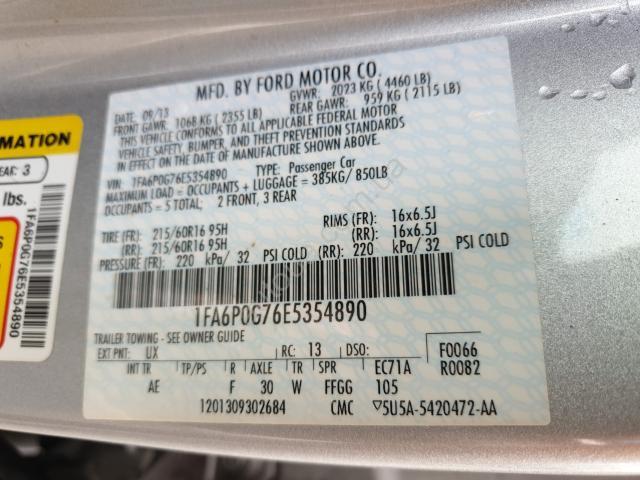 MFD. BY FORD MOTOR CO.
DATE: 09/13
GVWR: 2023 KG ( 4460 LB)
FRONT GAWR: 1068 KG ( 2355 LB)
REAR GAWR: 959 KG ( 2115 LB)
THIS VEHICLE CONFORMS TO ALL APPLICABLE FEDERAL MOTOR
VEHICLE SAFETY, BUMPER, AND THEFT PREVENTION STANDARDS
IN EFFECT ON THE DATE OF MANUFACTURE SHOWN ABOVE.
VIN: 1FA6P0G76E5354890 TYPE: Passenger Car
MAXIMUM LOAD = OCCUPANTS + LUGGAGE = 385KG/ 850LB
OCCUPANTS = 5 TOTAL; 2 FRONT, 3 REAR
TIRE (FR): 215/60R16 95H RIMS (FR): 16x6.5J
(RR): 215/60R16 95H (RR): 16x6.5J
PRESSURE (FR): 220 kPa/ 32 PSI COLD (RR): 220 kPa/ 32 PSI COLD
1FA6P0G76E5354890
TRAILER TOWING - SEE OWNER GUIDE
EXT PNT: UX RC: 13 DSO: F0066
INT TR TP/PS R AXLE TR SPR EC71A R0082
AE F 30 W FFGG 105
1201309302684 CMC ▽5U5A-5420472-AA
MATION
EAR: 3
lbs.
1FA6P0G76E5354890